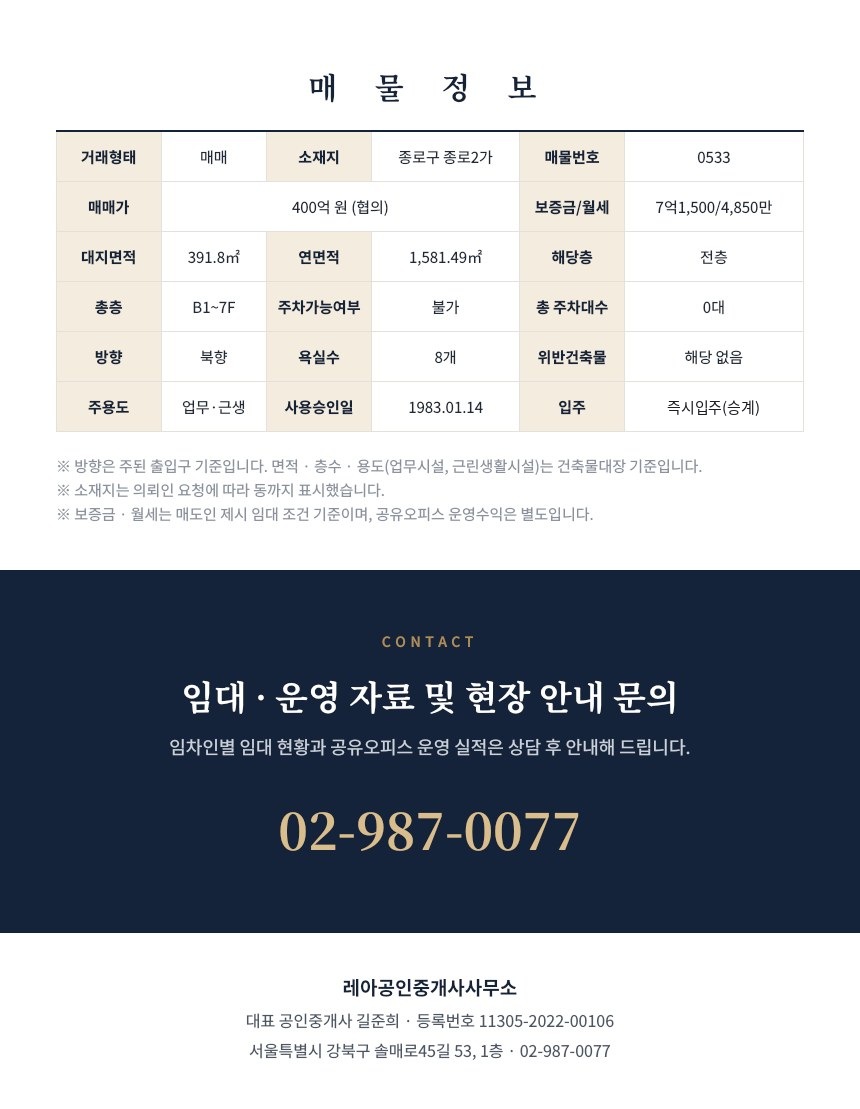 매 물 정 보
거래형태 매매 소재지 종로구 종로2가 매물번호 0533
매매가 400억 원 (협의) 보증금/월세 7억1,500/4,850만
대지면적 391.8㎡ 연면적 1,581.49㎡ 해당층 전층
총층 B1~7F 주차가능여부 불가 총 주차대수 0대
방향 북향 욕실수 8개 위반건축물 해당 없음
주용도 업무·근생 사용승인일 1983.01.14 입주 즉시입주(승계)
※ 방향은 주된 출입구 기준입니다. 면적 · 층수 · 용도(업무시설, 근린생활시설)는 건축물대장 기준입니다.
※ 소재지는 의뢰인 요청에 따라 동까지 표시했습니다.
※ 보증금 · 월세는 매도인 제시 임대 조건 기준이며, 공유오피스 운영수익은 별도입니다.
CONTACT
임대 · 운영 자료 및 현장 안내 문의
임차인별 임대 현황과 공유오피스 운영 실적은 상담 후 안내해 드립니다.
02-987-0077
레아공인중개사사무소
대표 공인중개사 길준희 · 등록번호 11305-2022-00106
서울특별시 강북구 솔매로45길 53, 1층 · 02-987-0077